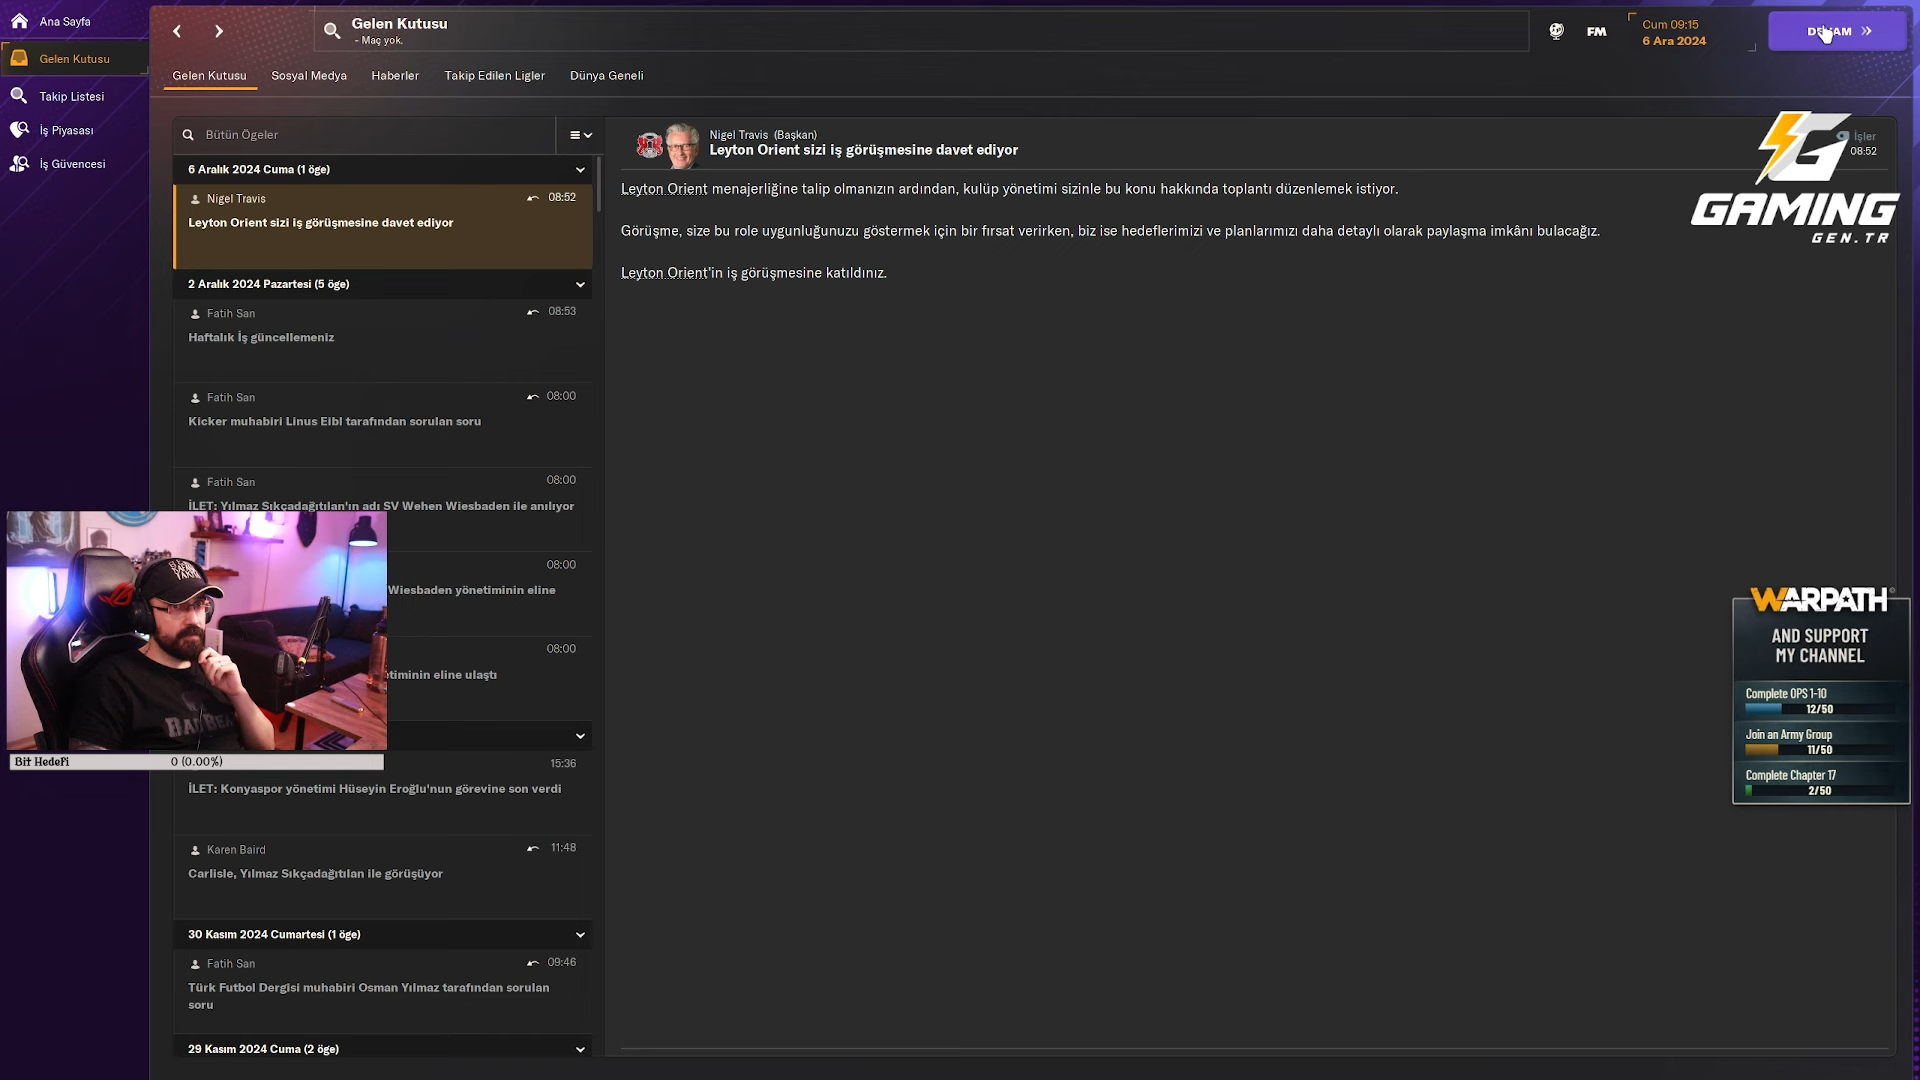 Ana Sayfa
Gelen Kutusu
Takip Listesi
İş Piyasası
İş Güvencesi
Gelen Kutusu
- Maç yok.
FM
Cum 09:15
6 Ara 2024
Gelen Kutusu
Sosyal Medya
Haberler
Takip Edilen Ligler
Dünya Geneli
Bütün Ögeler
6 Aralık 2024 Cuma (1 öge)
Nigel Travis
08:52
Leyton Orient sizi iş görüşmesine davet ediyor
2 Aralık 2024 Pazartesi (5 öge)
Fatih San
08:53
Haftalık İş güncellemeniz
Fatih San
08:00
Kicker muhabiri Linus Eibl tarafından sorulan soru
Fatih San
08:00
İLET: Yılmaz Sıkçadağıtılan'ın adı SV Wehen Wiesbaden ile anılıyor
08:00
Wiesbaden yönetiminin eline
08:00
timinin eline ulaştı
15:36
İLET: Konyaspor yönetimi Hüseyin Eroğlu'nun görevine son verdi
Karen Baird
11:48
Carlisle, Yılmaz Sıkçadağıtılan ile görüşüyor
30 Kasım 2024 Cumartesi (1 öge)
Fatih San
09:46
Türk Futbol Dergisi muhabiri Osman Yılmaz tarafından sorulan
soru
29 Kasım 2024 Cuma (2 öge)
Nigel Travis (Başkan)
Leyton Orient sizi iş görüşmesine davet ediyor
İşler
08:52
Leyton Orient menajerliğine talip olmanızın ardından, kulüp yönetimi sizinle bu konu hakkında toplantı düzenlemek istiyor.
Görüşme, size bu role uygunluğunuzu göstermek için bir fırsat verirken, biz ise hedeflerimizi ve planlarımızı daha detaylı olarak paylaşma imkânı bulacağız.
Leyton Orient'in iş görüşmesine katıldınız.
G
GAMING
GEN.TR
WARPATH
AND SUPPORT
MY CHANNEL
Complete OPS 1-10
12/50
Join an Army Group
11/50
Complete Chapter 17
2/50
Bit Hedefi
0 (0.00%)